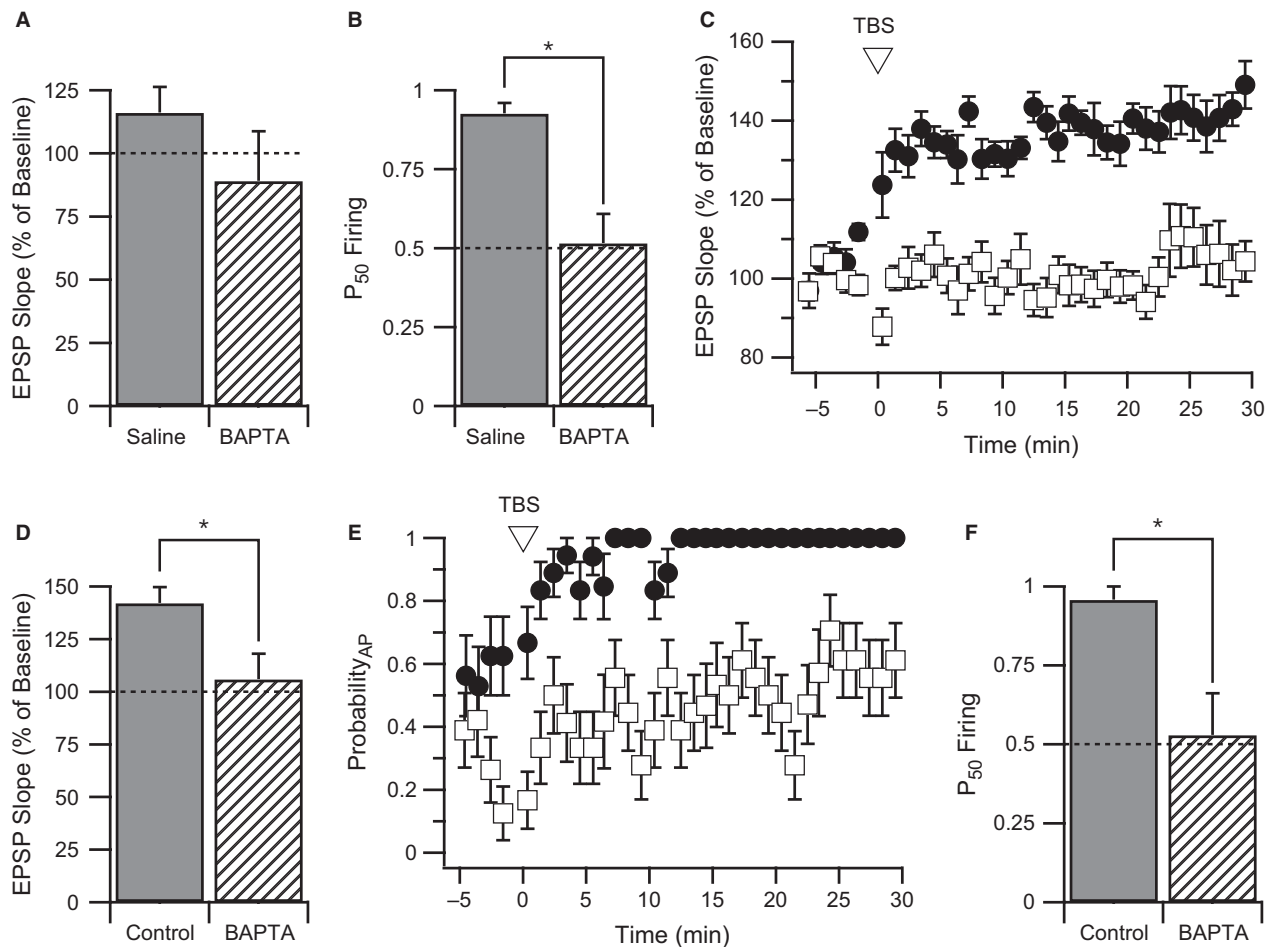 A
EPSP Slope (% of Baseline)
125
100
75
50
25
0
Saline
BAPTA
B
*
P50 Firing
1
0.75
0.5
0.25
0
Saline
BAPTA
C
TBS
EPSP Slope (% of Baseline)
160
140
120
100
80
–5
0
5
10
15
20
25
30
Time (min)
D
*
EPSP Slope (% of Baseline)
150
125
100
75
50
25
0
Control
BAPTA
E
TBS
ProbabilityAP
1
0.8
0.6
0.4
0.2
0
–5
0
5
10
15
20
25
30
Time (min)
F
*
P50 Firing
1
0.75
0.5
0.25
0
Control
BAPTA